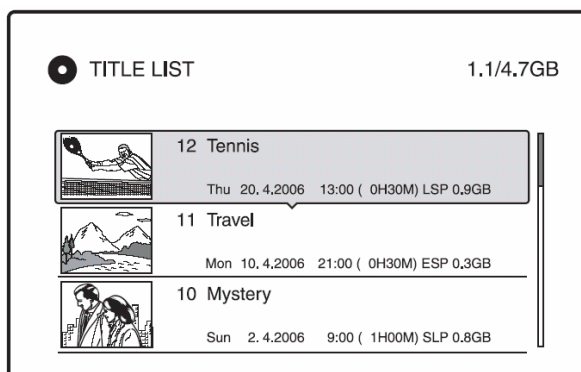 TITLE LIST 1.1/4.7GB
12 Tennis
Thu 20.4.2006 13:00 ( 0H30M) LSP 0.9GB
11 Travel
Mon 10.4.2006 21:00 ( 0H30M) ESP 0.3GB
10 Mystery
Sun 2.4.2006 9:00 ( 1H00M) SLP 0.8GB